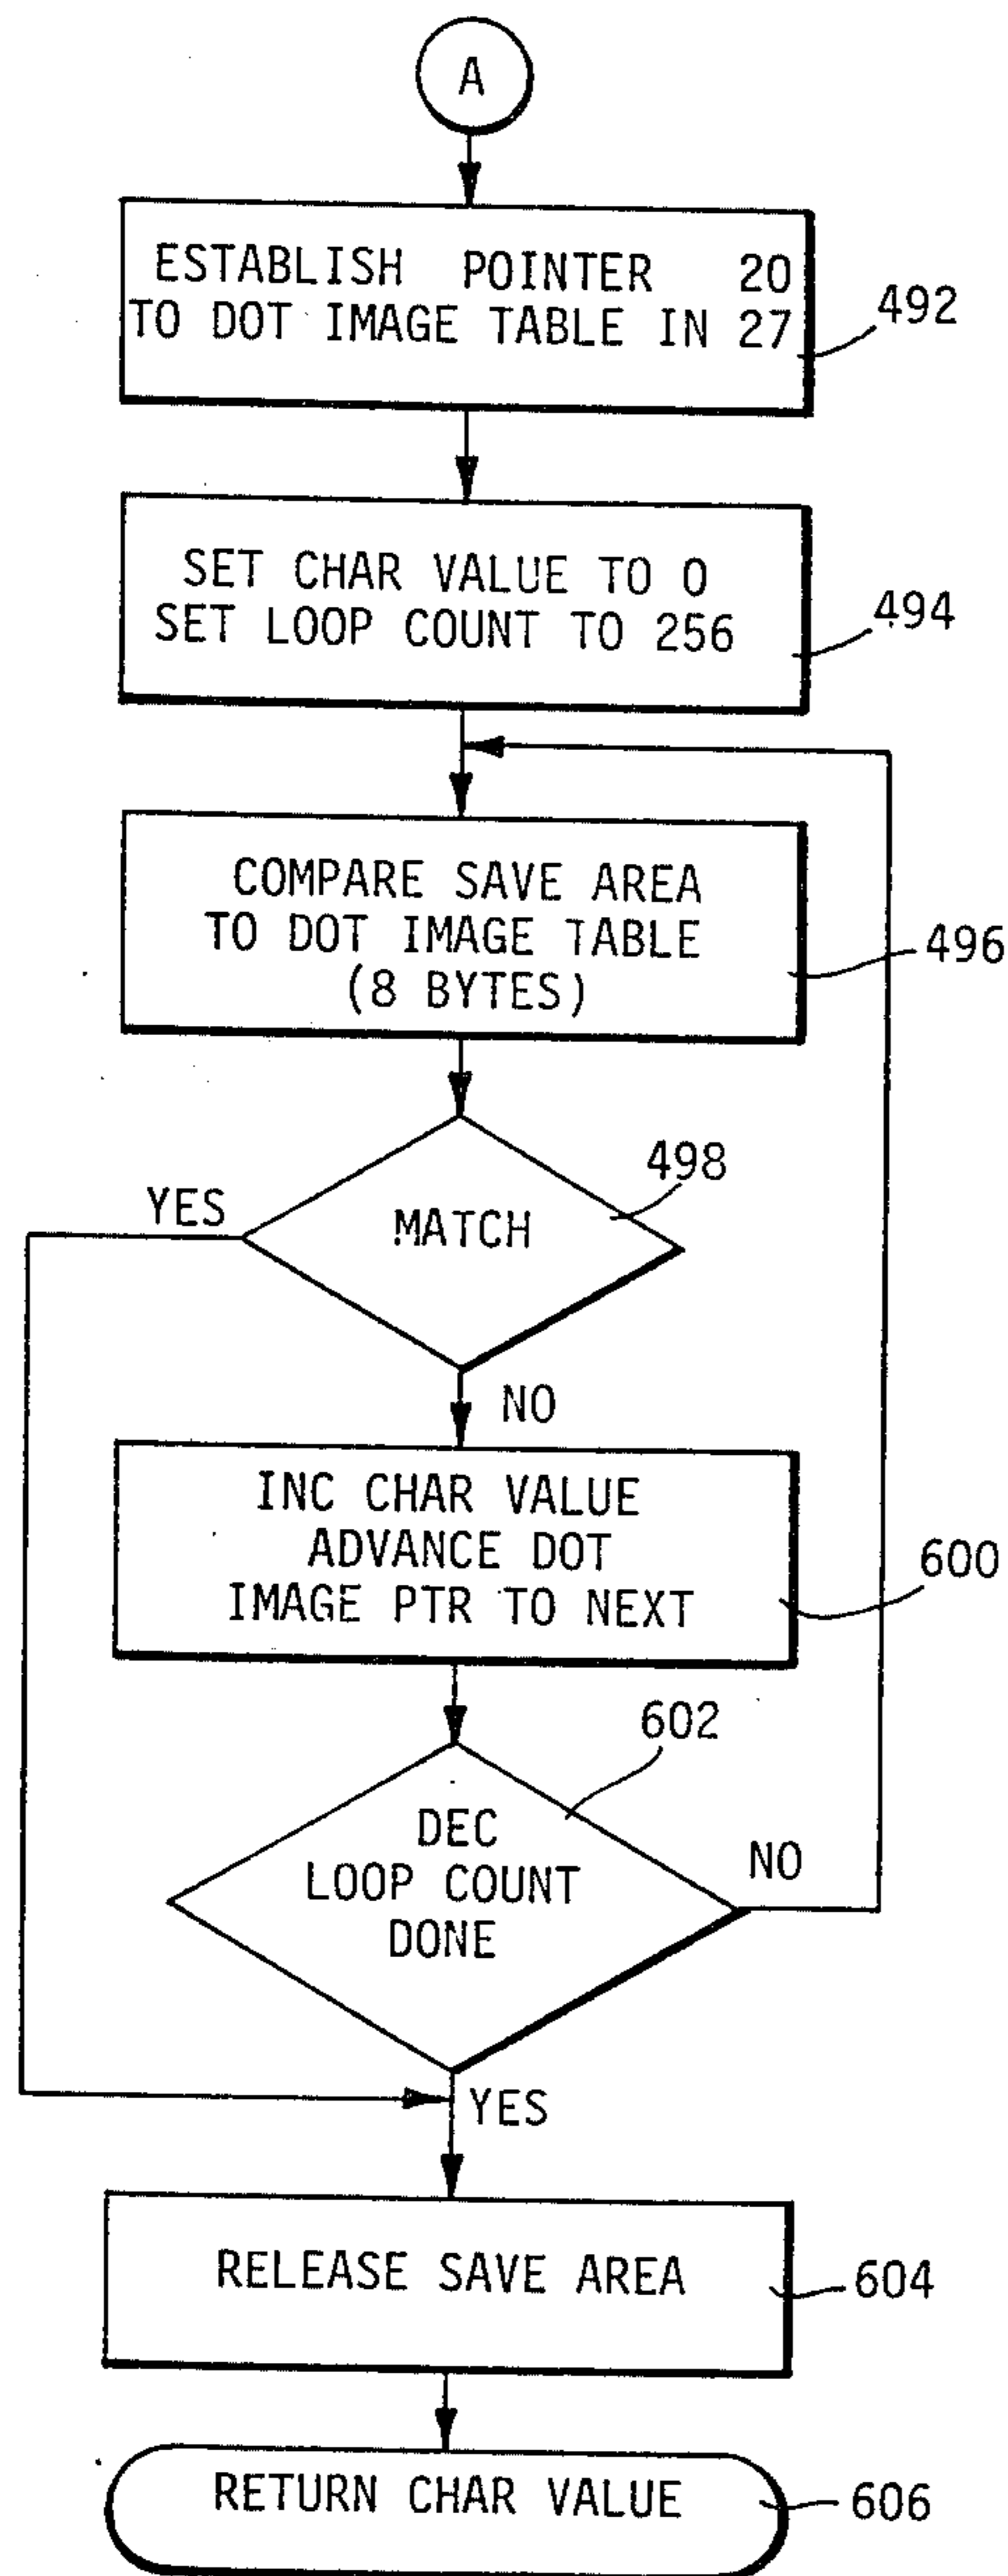 A
ESTABLISH POINTER 20
TO DOT IMAGE TABLE IN 27
492
SET CHAR VALUE TO 0
SET LOOP COUNT TO 256
494
COMPARE SAVE AREA
TO DOT IMAGE TABLE
(8 BYTES)
496
498
YES
MATCH
NO
INC CHAR VALUE
ADVANCE DOT
IMAGE PTR TO NEXT
600
602
DEC
LOOP COUNT
DONE
NO
YES
RELEASE SAVE AREA
604
RETURN CHAR VALUE
606